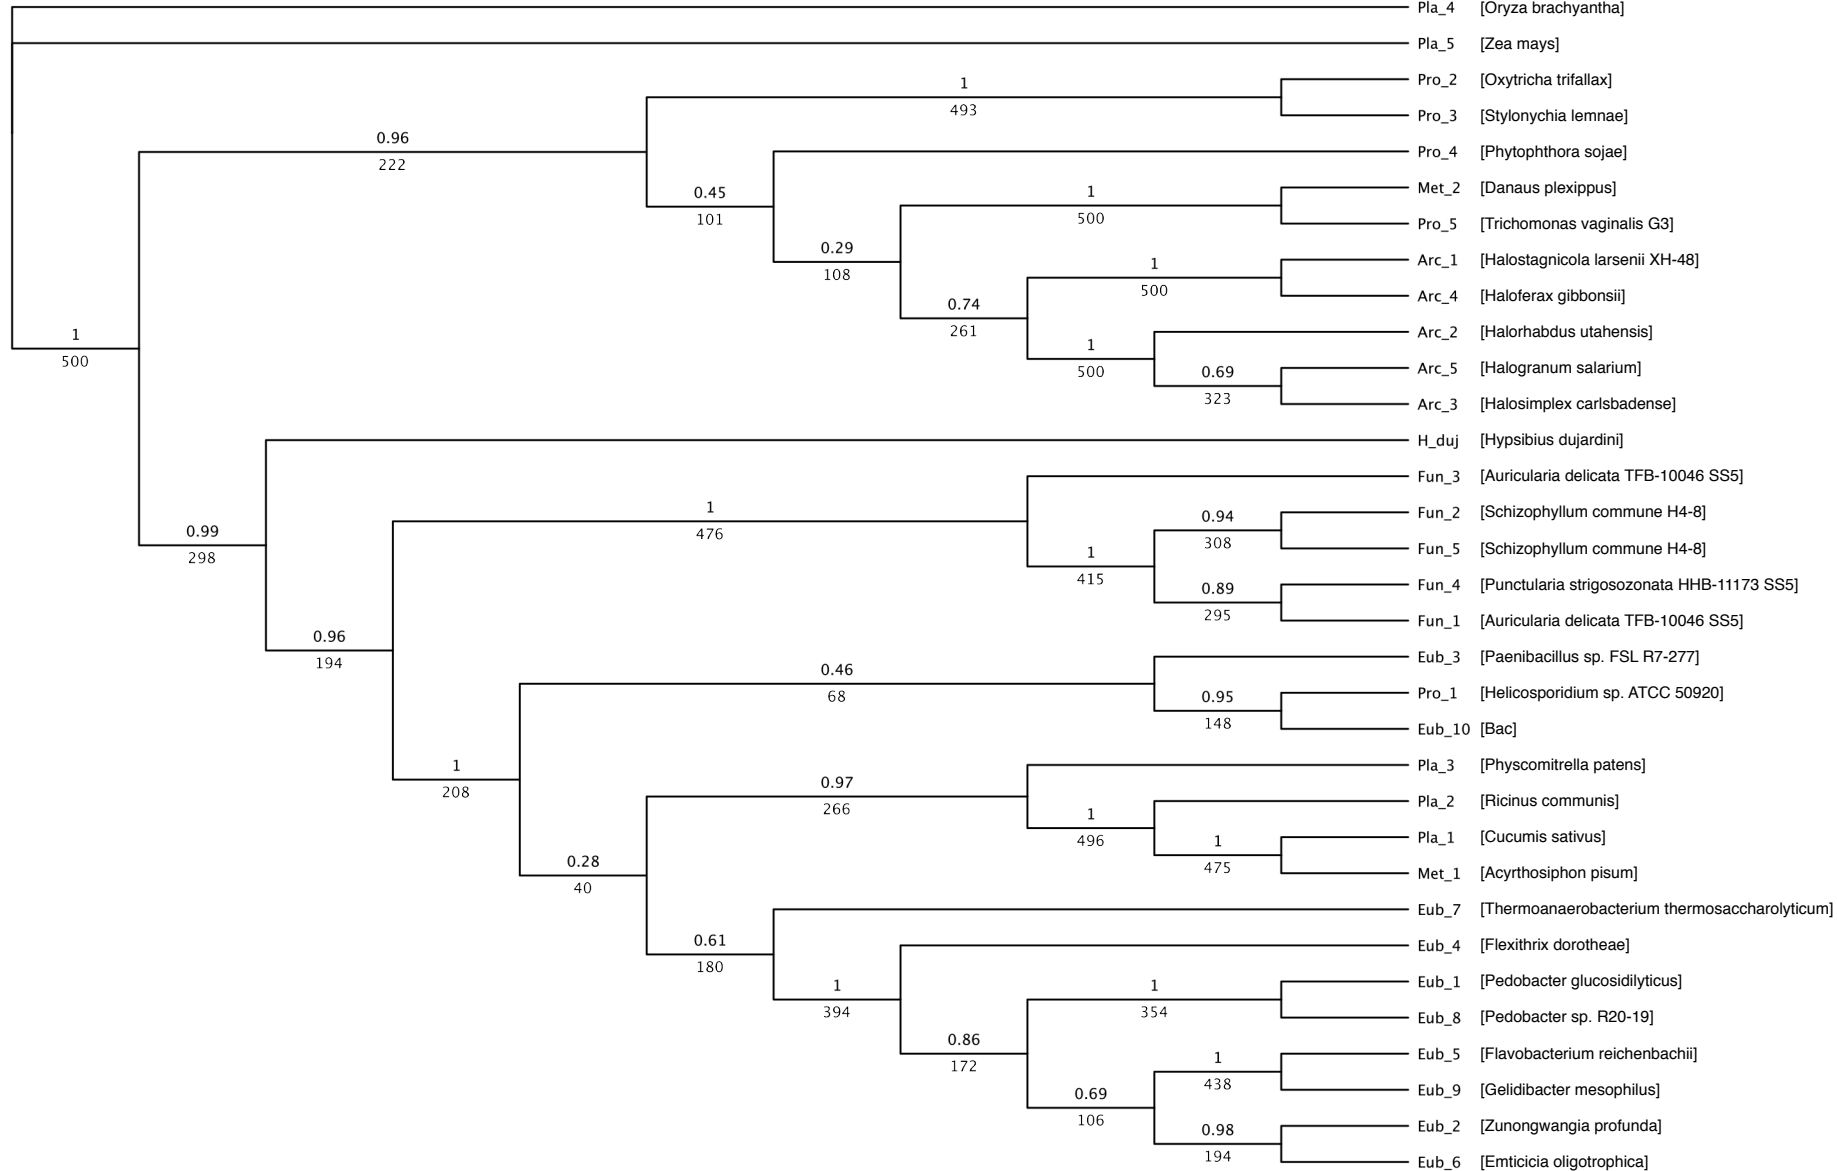 Pla_4 [Oryza brachyantha]
Pla_5 [Zea mays]
Pro_2 [Oxytricha trifallax]
1
493
Pro_3 [Stylonychia lemnae]
0.96
222
Pro_4 [Phytophthora sojae]
0.45
101
Met_2 [Danaus plexippus]
1
500
Pro_5 [Trichomonas vaginalis G3]
0.29
108
Arc_1 [Halostagnicola larsenii XH-48]
1
500
Arc_4 [Haloferax gibbonsii]
0.74
261
Arc_2 [Halorhabdus utahensis]
1
500
1
500
Arc_5 [Halogranum salarium]
0.69
323
Arc_3 [Halosimplex carlsbadense]
H_duj [Hypsibius dujardini]
Fun_3 [Auricularia delicata TFB-10046 SS5]
1
476
Fun_2 [Schizophyllum commune H4-8]
0.94
308
Fun_5 [Schizophyllum commune H4-8]
0.99
298
1
415
Fun_4 [Punctularia strigosozonata HHB-11173 SS5]
0.89
295
Fun_1 [Auricularia delicata TFB-10046 SS5]
0.96
194
Eub_3 [Paenibacillus sp. FSL R7-277]
0.46
68
Pro_1 [Helicosporidium sp. ATCC 50920]
0.95
148
Eub_10 [Bac]
1
208
Pla_3 [Physcomitrella patens]
0.97
266
Pla_2 [Ricinus communis]
1
496
Pla_1 [Cucumis sativus]
1
475
Met_1 [Acyrthosiphon pisum]
0.28
40
Eub_7 [Thermoanaerobacterium thermosaccharolyticum]
0.61
180
Eub_4 [Flexithrix dorotheae]
1
394
Eub_1 [Pedobacter glucosidilyticus]
1
354
Eub_8 [Pedobacter sp. R20-19]
0.86
172
Eub_5 [Flavobacterium reichenbachii]
1
438
Eub_9 [Gelidibacter mesophilus]
0.69
106
Eub_2 [Zunongwangia profunda]
0.98
194
Eub_6 [Emticicia oligotrophica]